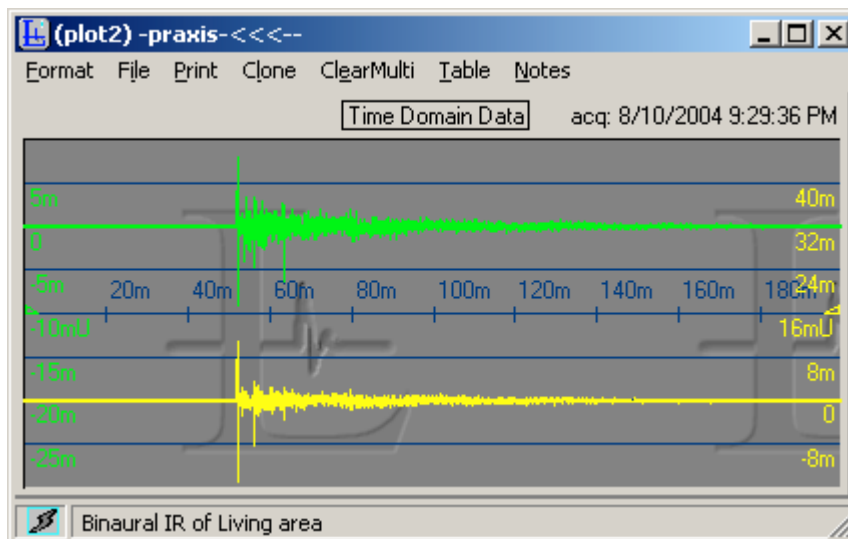 (plot2) -praxis-<<<--
Format File Print Clone ClearMulti Table Notes
Time Domain Data acq: 8/10/2004 9:29:36 PM
5m 40m
0 32m
-5m 20m 40m 60m 80m 100m 120m 140m 160m 180m 24m
-10mU 16mU
-15m 8m
-20m 0
-25m -8m
Binaural IR of Living area